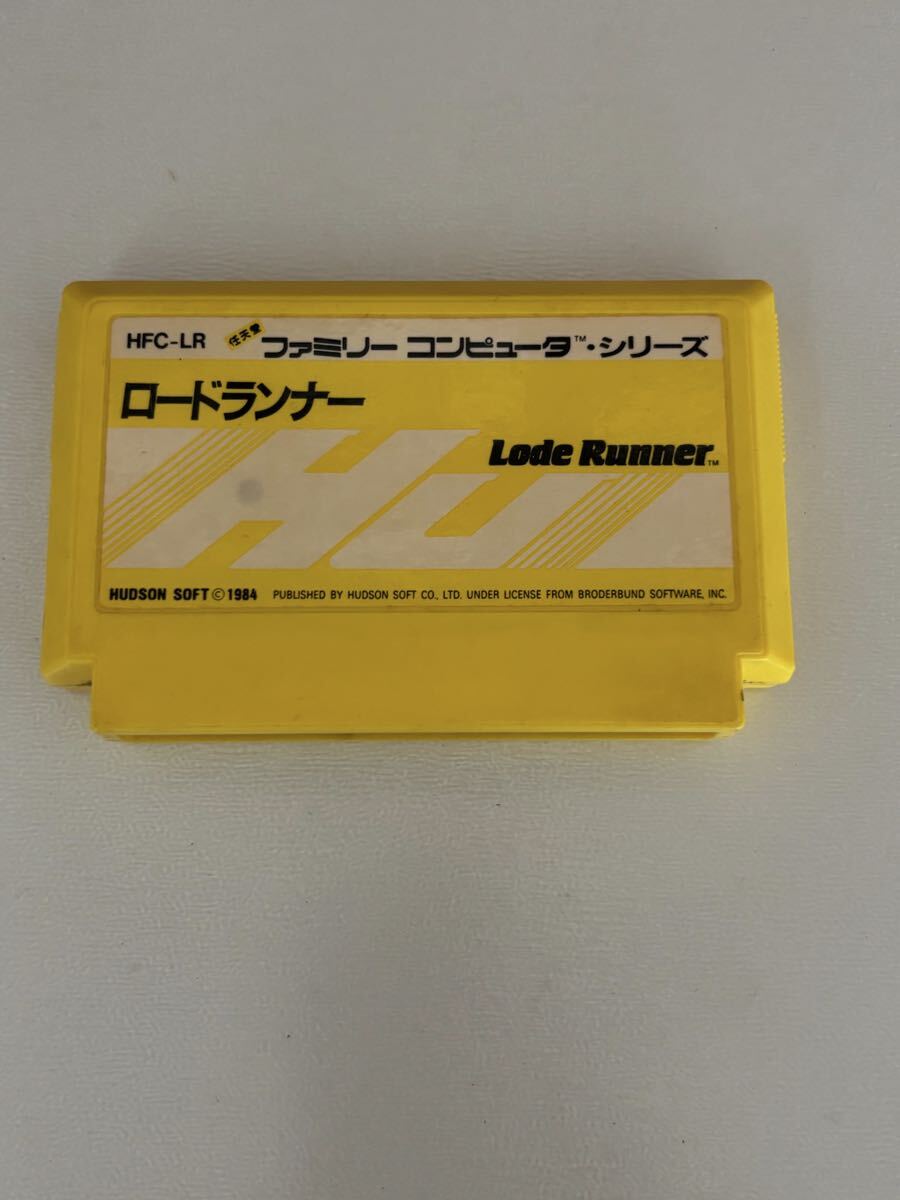 HFC-LR 任天堂 ファミリー コンピュータ™・シリーズ
ロードランナー
Lode Runner™
HU
HUDSON SOFT © 1984 PUBLISHED BY HUDSON SOFT CO., LTD. UNDER LICENSE FROM BRODERBUND SOFTWARE, INC.